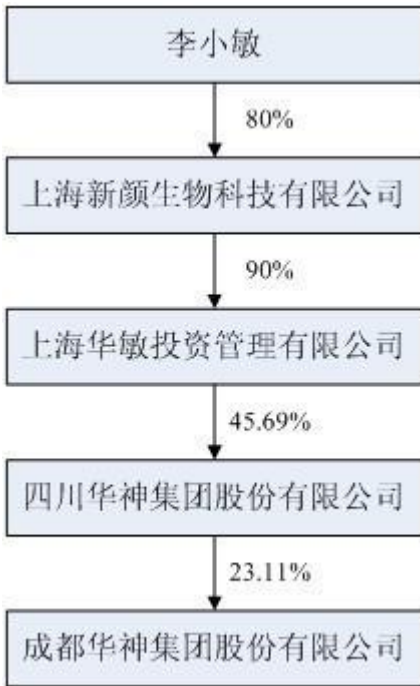 李小敏
80%
上海新颜生物科技有限公司
90%
上海华敏投资管理有限公司
45.69%
四川华神集团股份有限公司
23.11%
成都华神集团股份有限公司